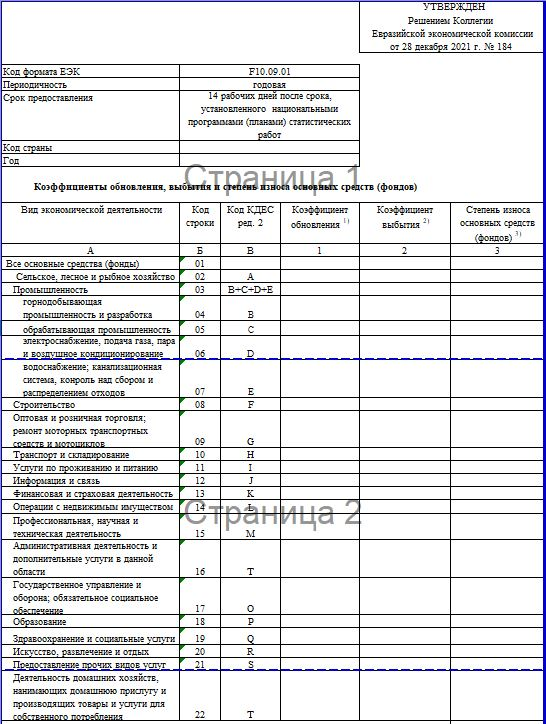 УТВЕРЖДЕН
Решением Коллегии
Евразийской экономической комиссии
от 28 декабря 2021 г. № 184
Код формата ЕЭК F10.09.01
Периодичность годовая
Срок предоставления 14 рабочих дней после срока,
установленного национальными
программами (планами) статистических
работ
Код страны
Год
Страница 1
Коэффициенты обновления, выбытия и степень износа основных средств (фондов)
Вид экономической деятельности Код Код КДЕС Коэффициент Коэффициент Степень износа
строки ред. 2 обновления 1) выбытия 2) основных средств
(фондов) 3)
А Б В 1 2 3
Все основные средства (фонды) 01
Сельское, лесное и рыбное хозяйство 02 A
Промышленность 03 B+C+D+E
горнодобывающая
промышленность и разработка 04 B
обрабатывающая промышленность 05 C
электроснабжение, подача газа, пара
и воздушное кондиционирование 06 D
водоснабжение; канализационная
система, конроль над сбором и
распределением отходов 07 E
Строительство 08 F
Оптовая и розничная торговля;
ремонт моторных транспортных
средств и мотоциклов 09 G
Транспорт и складирование 10 H
Услуги по проживанию и питанию 11 I
Информация и связь 12 J
Финансовая и страховая деятельность 13 K
Операции с недвижимым имуществом 14 L
Страница 2
Профессиональная, научная и
техническая деятельность 15 M
Административная деятельность и
дополнительные услуги в данной
области 16 T
Государственное управление и
оборона; обязательное социальное
обеспечение 17 O
Образование 18 P
Здравоохранение и социальные услуги 19 Q
Искусство, развлечение и отдых 20 R
Предоставление прочих видов услуг 21 S
Деятельность домашних хозяйств,
нанимающих домашнюю прислугу и
производящих товары и услуги для
собственного потребления 22 T